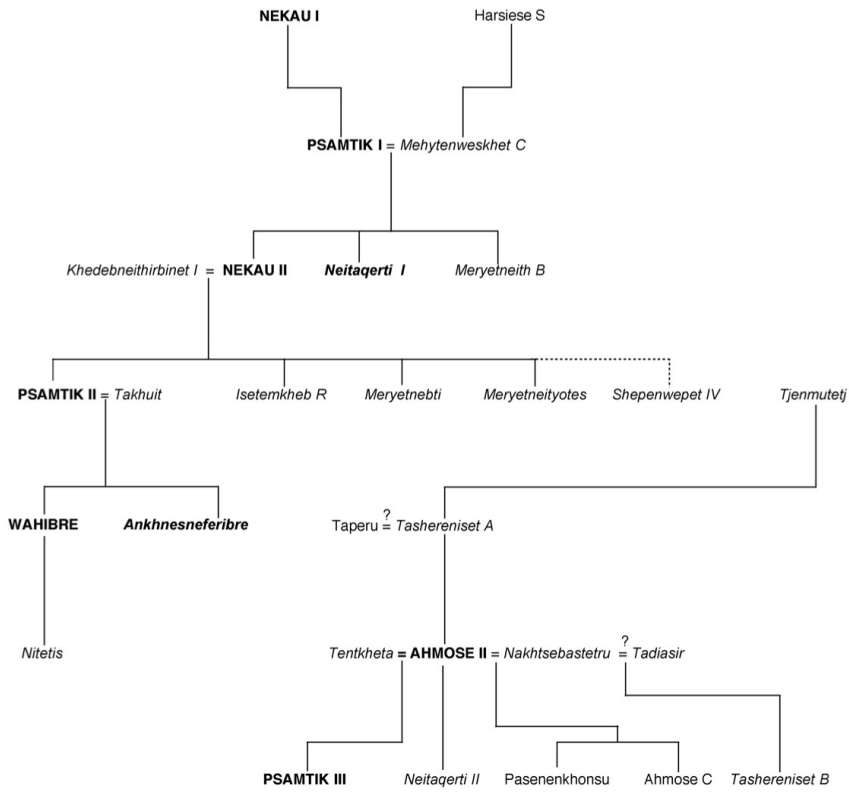 NEKAU I Harsiese S
PSAMTIK I = Mehytenweskhet C
Khedebneithirbinet I = NEKAU II Neitaqerti I Meryetneith B
PSAMTIK II = Takhuit Isetemkheb R Meryetnebti Meryetneityotes Shepenwepet IV Tjenmutetj
WAHIBRE Ankhnesneferibre Taperu ? = Tashereniset A
Nitetis Tentkheta = AHMOSE II = Nakhtsebastetru ? = Tadiasir
PSAMTIK III Neitaqerti II Pasenenkhonsu Ahmose C Tashereniset B